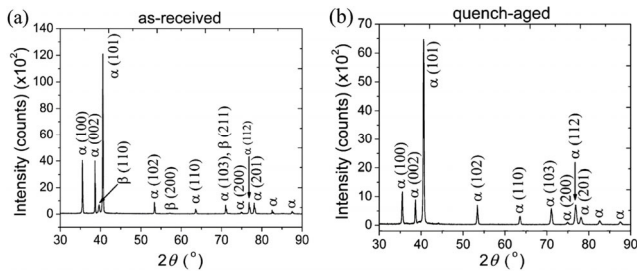 (a) as-received
Intensity (counts) (x10²)
140
120
100
80
60
40
20
0
α (100)
α (002)
β (110)
α (101)
α (102)
β (200)
α (110)
α (103), β (211)
α (200)
α (112)
α (201)
α
α
30 40 50 60 70 80 90
2θ (°)
(b) quench-aged
Intensity (counts) (x10²)
70
60
50
40
30
20
10
0
α (100)
α (002)
α (101)
α (102)
α (110)
α (103)
α (200)
α (112)
α (201)
α
α
30 40 50 60 70 80 90
2θ (°)